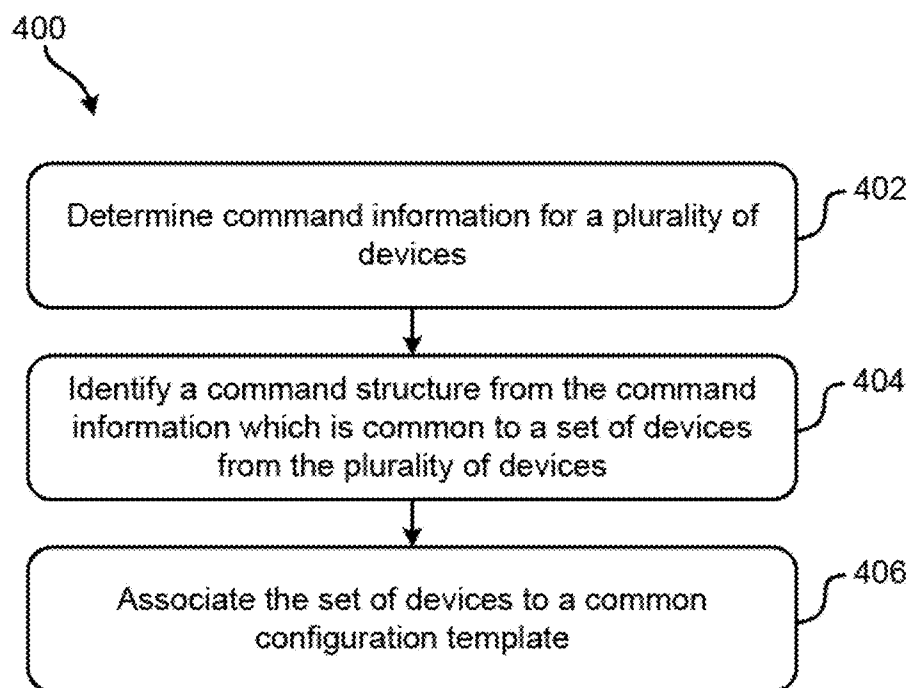 400
402
Determine command information for a plurality of
devices
404
Identify a command structure from the command
information which is common to a set of devices
from the plurality of devices
406
Associate the set of devices to a common
configuration template